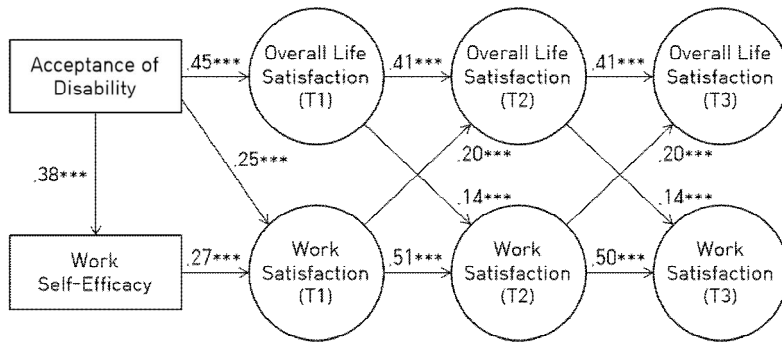 Acceptance of
Disability
.45***
Overall Life
Satisfaction
(T1)
.41***
Overall Life
Satisfaction
(T2)
.41***
Overall Life
Satisfaction
(T3)
.38***
.25***
.20***
.20***
.14***
.14***
Work
Self-Efficacy
.27***
Work
Satisfaction
(T1)
.51***
Work
Satisfaction
(T2)
.50***
Work
Satisfaction
(T3)